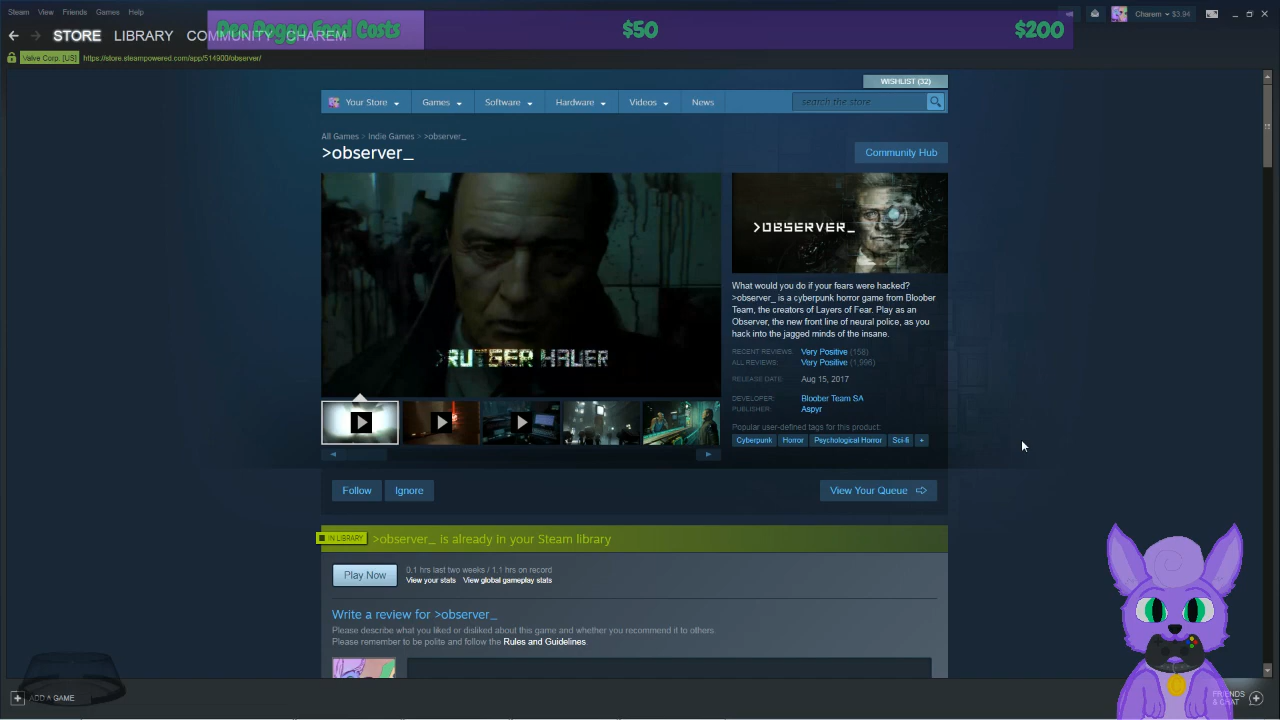 Steam View Friends Games Help
Dog Doggo Food Costs $50 $200
Charem $3.94
STORE LIBRARY COMMUNITY CHAREM
Valve Corp. [US] https://store.steampowered.com/app/514900/observer/
WISHLIST (32)
Your Store Games Software Hardware Videos News search the store
All Games > Indie Games > >observer_
>observer_
Community Hub
>OBSERVER_
>RUTGER HAUER
What would you do if your fears were hacked?
>observer_ is a cyberpunk horror game from Bloober
Team, the creators of Layers of Fear. Play as an
Observer, the new front line of neural police, as you
hack into the jagged minds of the insane.
RECENT REVIEWS: Very Positive (158)
ALL REVIEWS: Very Positive (1,996)
RELEASE DATE: Aug 15, 2017
DEVELOPER: Bloober Team SA
PUBLISHER: Aspyr
Popular user-defined tags for this product:
Cyberpunk Horror Psychological Horror Sci-fi +
Follow Ignore View Your Queue
IN LIBRARY >observer_ is already in your Steam library
Play Now
0.1 hrs last two weeks / 1.1 hrs on record
View your stats View global gameplay stats
Write a review for >observer_
Please describe what you liked or disliked about this game and whether you recommend it to others.
Please remember to be polite and follow the Rules and Guidelines.
+ ADD A GAME
FRIENDS
& CHAT +